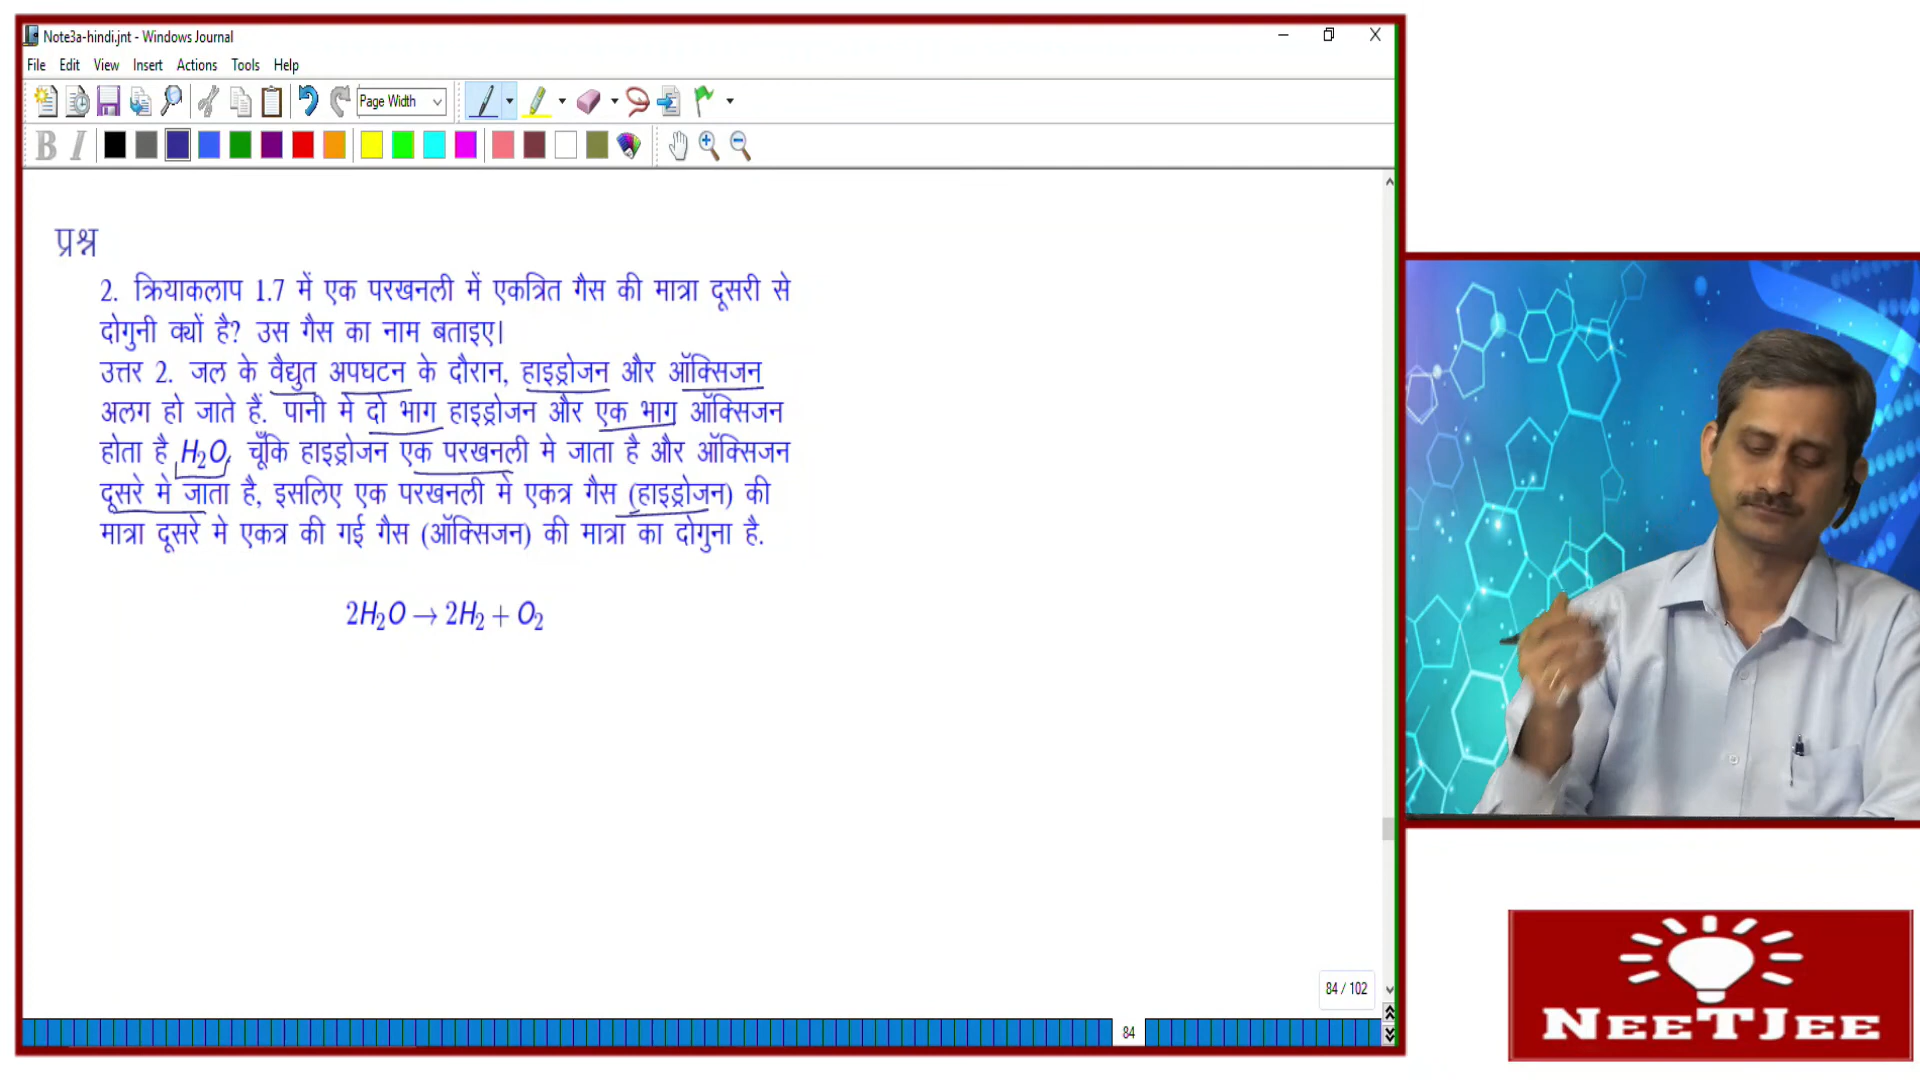 Note3a-hindi.jnt - Windows Journal
File Edit View Insert Actions Tools Help
Page Width
B I
प्रश्न
2. क्रियाकलाप 1.7 में एक परखनली में एकत्रित गैस की मात्रा दूसरी से
दोगुनी क्यों है? उस गैस का नाम बताइए।
उत्तर 2. जल के वैद्युत अपघटन के दौरान, हाइड्रोजन और ऑक्सिजन
अलग हो जाते हैं. पानी मे दो भाग हाइड्रोजन और एक भाग ऑक्सिजन
होता है H₂O. चूँकि हाइड्रोजन एक परखनली मे जाता है और ऑक्सिजन
दूसरे मे जाता है, इसलिए एक परखनली मे एकत्र गैस (हाइड्रोजन) की
मात्रा दूसरे मे एकत्र की गई गैस (ऑक्सिजन) की मात्रा का दोगुना है.
2H₂O → 2H₂ + O₂
84 / 102
84
NEETJEE